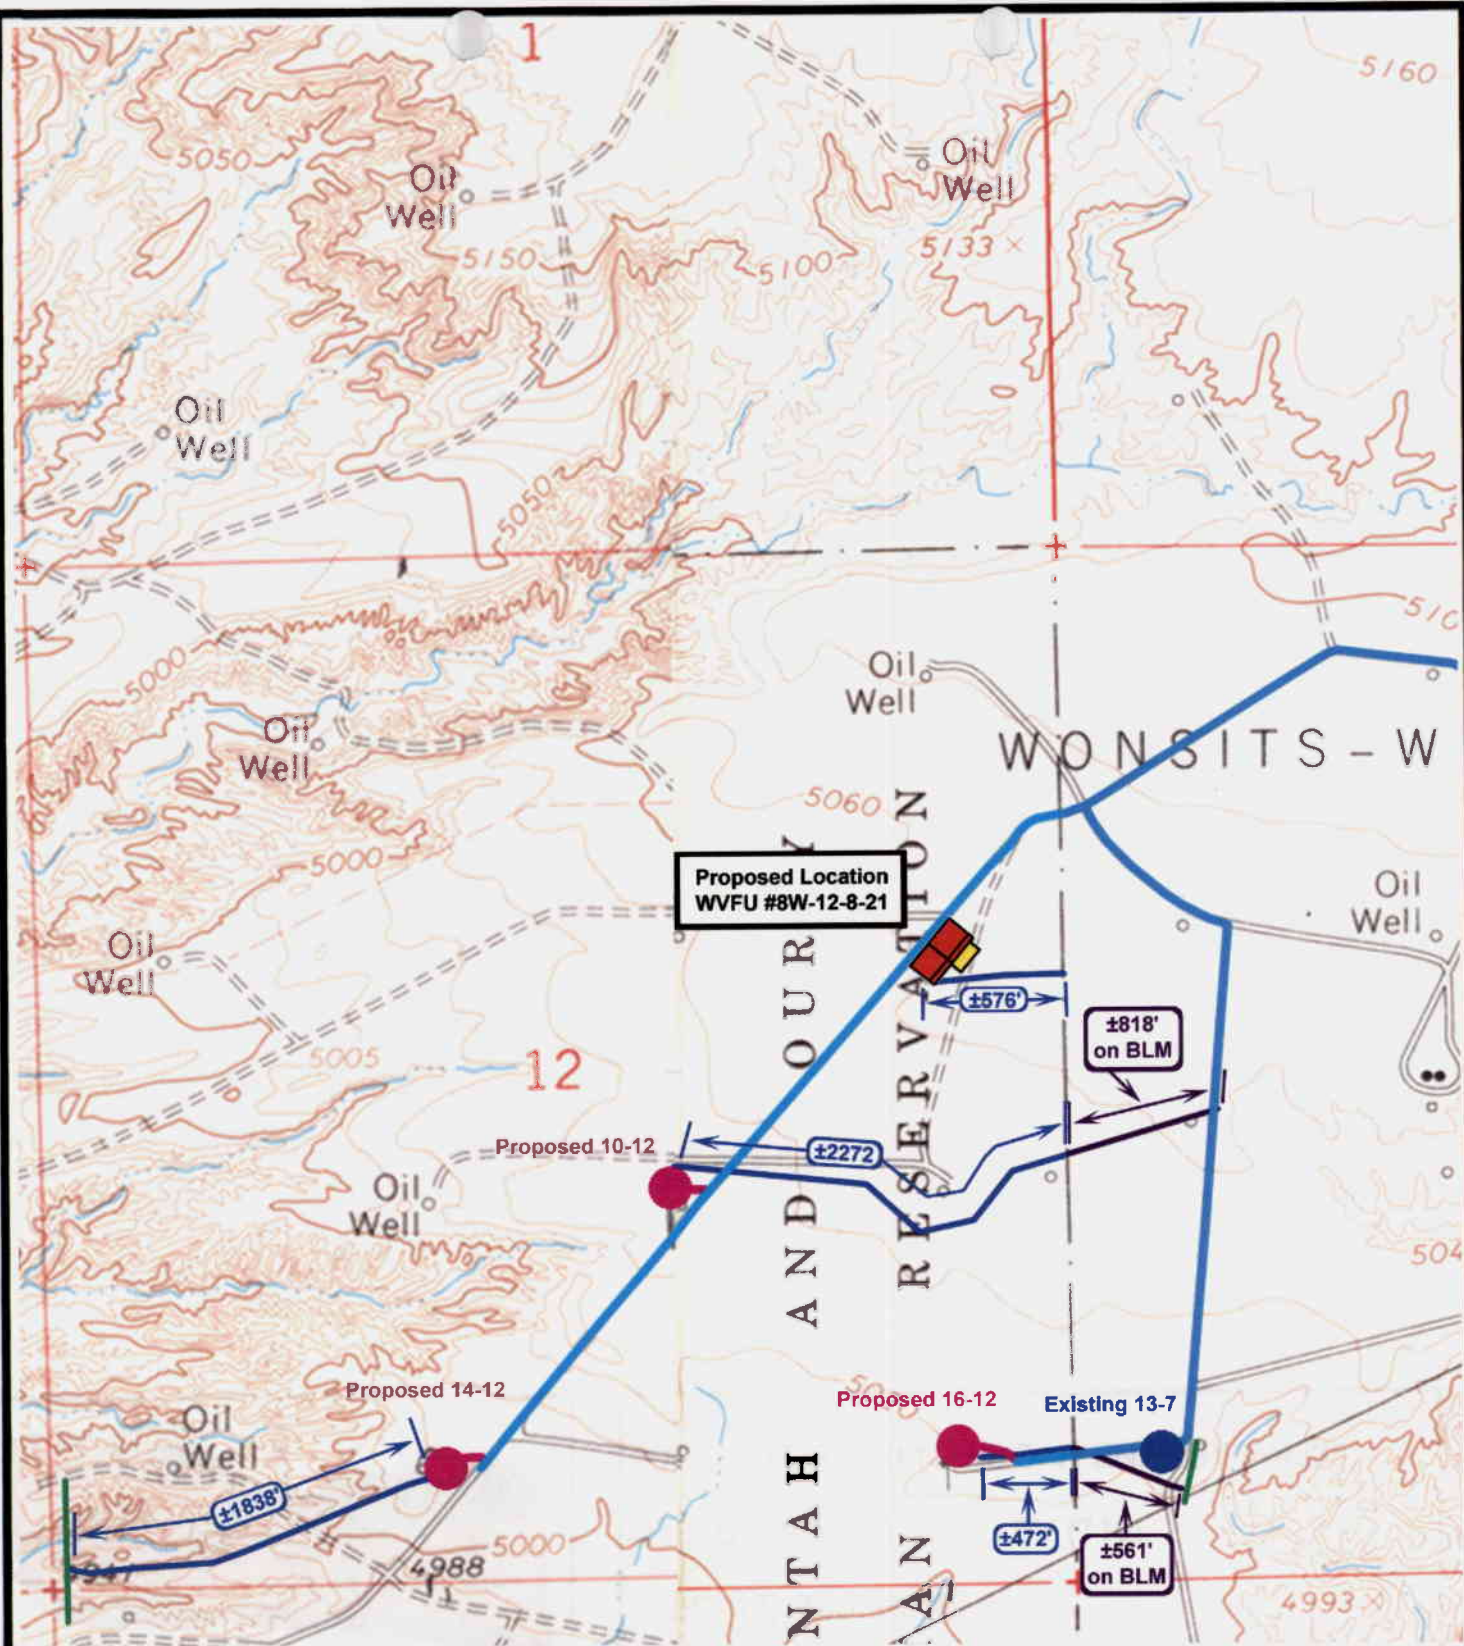 1
5160
5050
Oil
Well
Oil
Well
5150
5100
5133
Oil
Well
5050
5000
Oil
Well
Oil
Well
WONSITS - W
5060
5000
Proposed Location
WVFU #8W-12-8-21
Oil
Well
Oil
Well
±576'
±818'
on BLM
5005
12
Proposed 10-12
±2272
Oil
Well
NTAH AND OURAY
RESERVATION
Proposed 14-12
Proposed 16-12
Existing 13-7
Oil
Well
±1838'
±472'
±561'
on BLM
5000
4988
4993